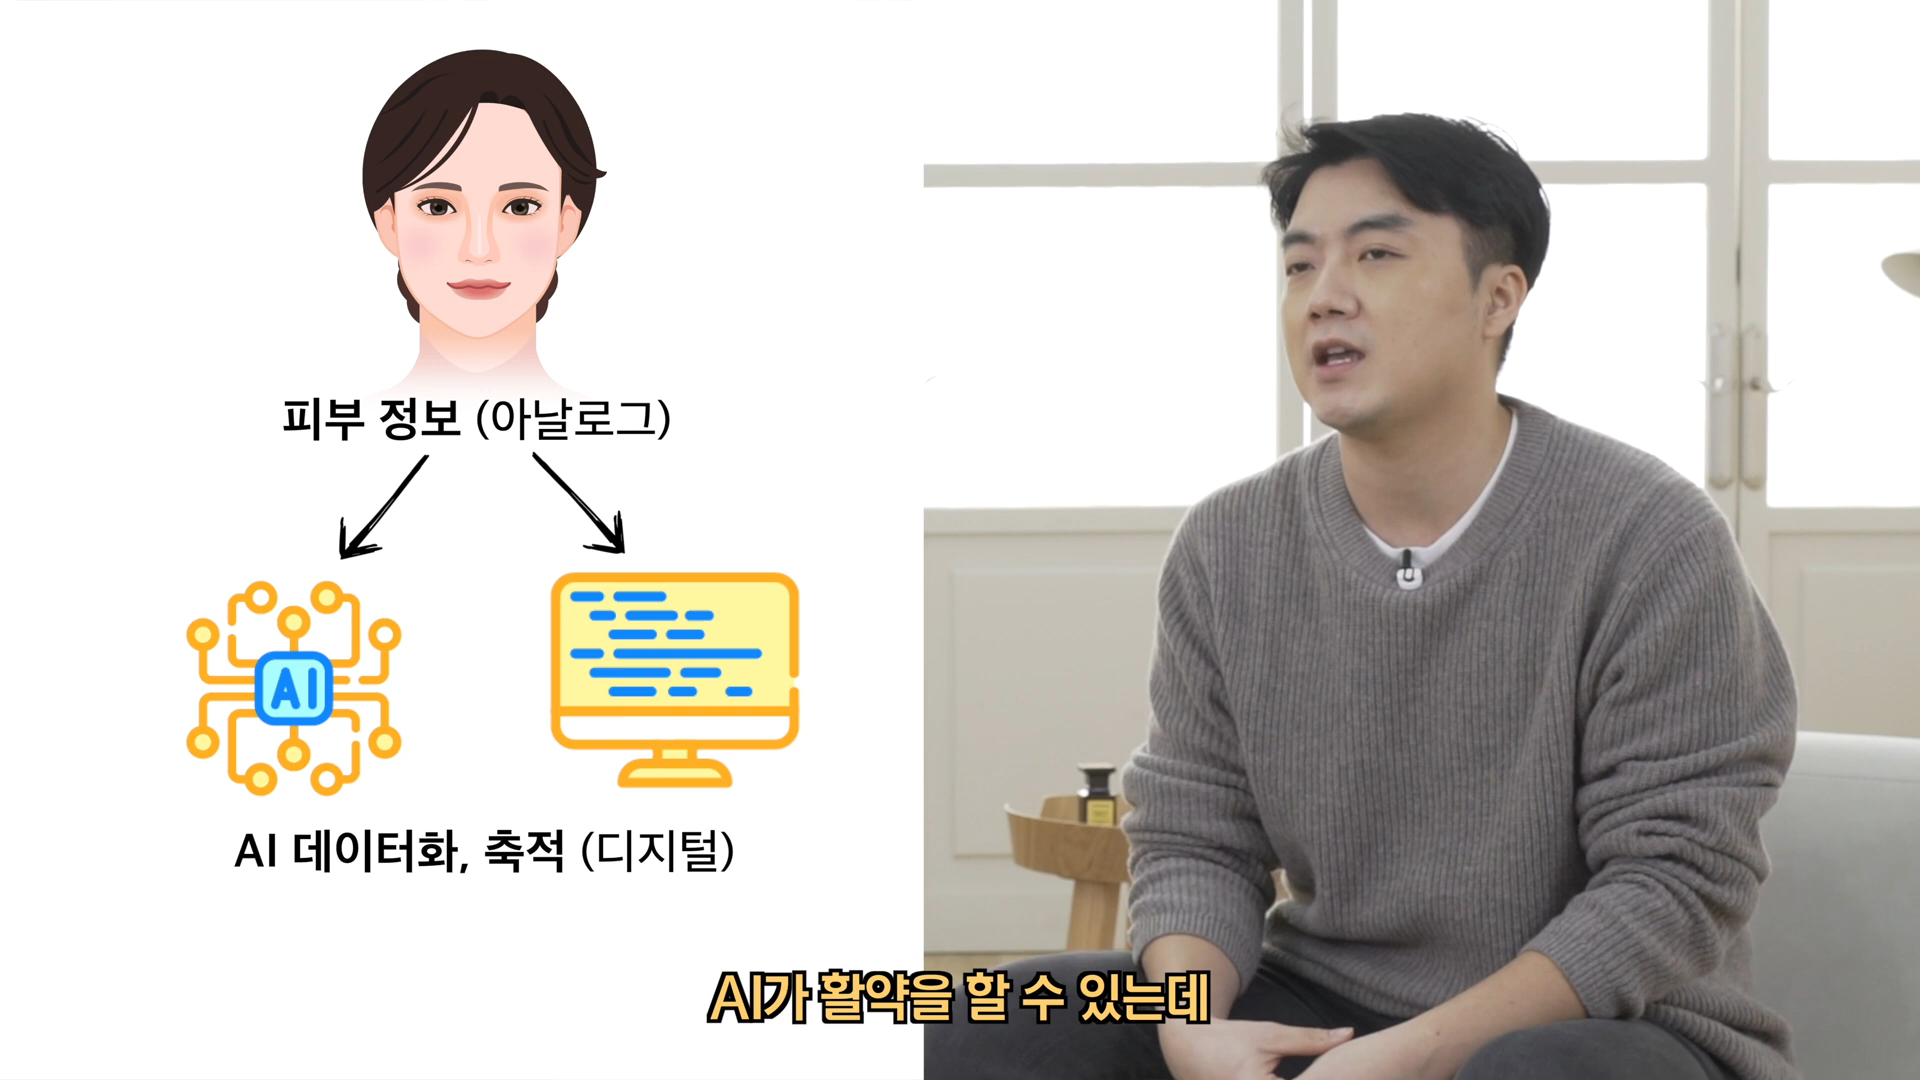 피부 정보 (아날로그)
AI
AI 데이터화, 축적 (디지털)
AI가 활약을 할 수 있는데